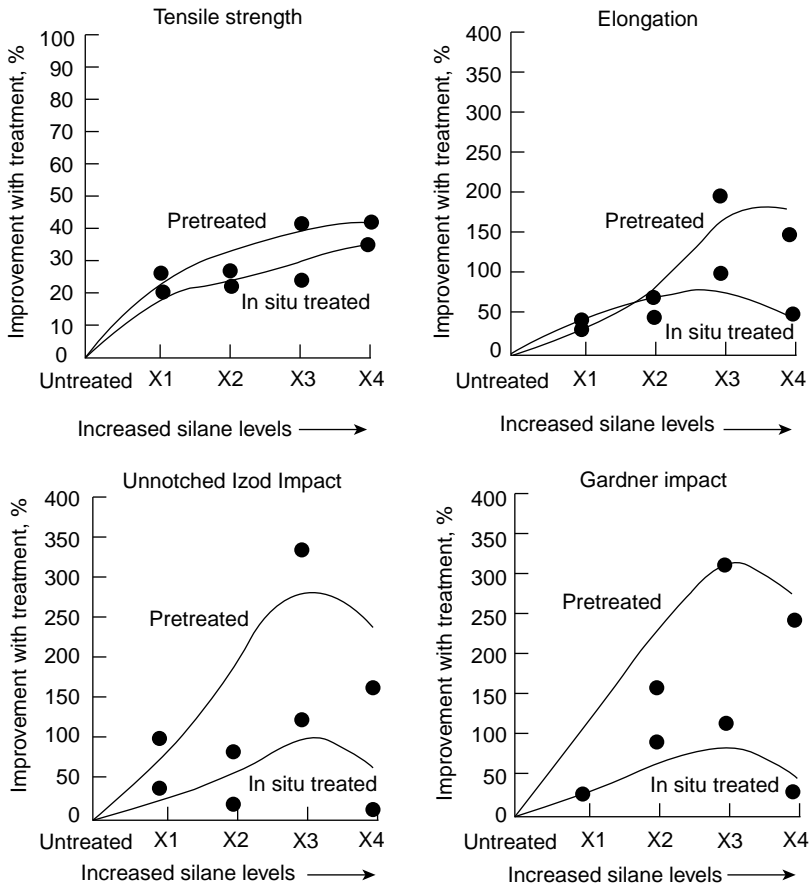 Tensile strength
Improvement with treatment, %
100
90
80
70
60
50
40
30
20
10
0
Pretreated
In situ treated
Untreated X1 X2 X3 X4
Increased silane levels
Elongation
Improvement with treatment, %
400
350
300
250
200
150
100
50
0
Pretreated
In situ treated
Untreated X1 X2 X3 X4
Increased silane levels
Unnotched Izod Impact
Improvement with treatment, %
400
350
300
250
200
150
100
50
0
Pretreated
In situ treated
Untreated X1 X2 X3 X4
Increased silane levels
Gardner impact
Improvement with treatment, %
400
350
300
250
200
150
100
50
0
Pretreated
In situ treated
Untreated X1 X2 X3 X4
Increased silane levels